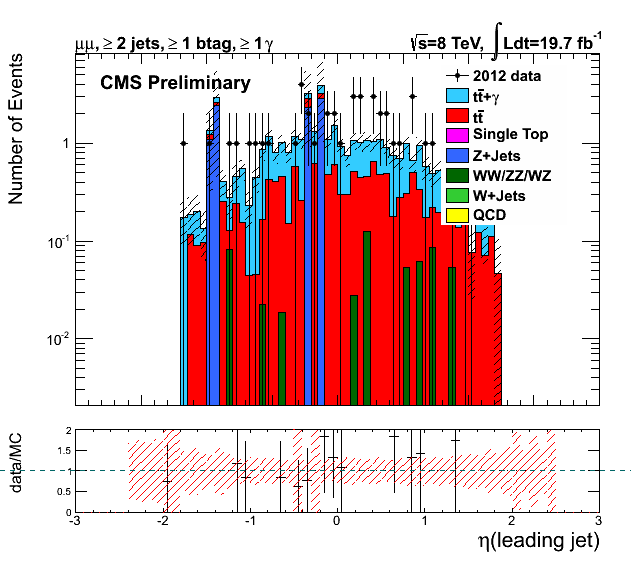 μμ, ≥ 2 jets, ≥ 1 btag, ≥ 1 γ
√s=8 TeV, ∫Ldt=19.7 fb⁻¹
CMS Preliminary
Number of Events
2012 data
tt̄+γ
tt̄
Single Top
Z+Jets
WW/ZZ/WZ
W+Jets
QCD
1
10⁻¹
10⁻²
data/MC
2
1.5
1
0.5
0
-3 -2 -1 0 1 2 3
η(leading jet)